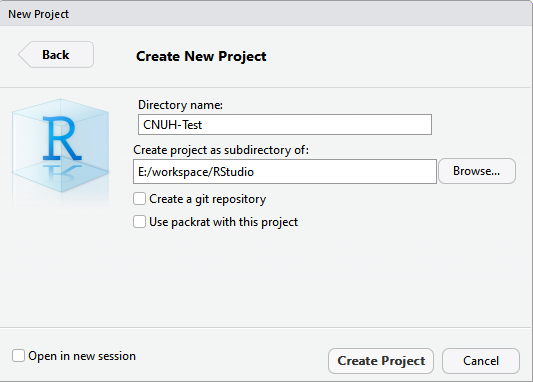 New Project
Back
Create New Project
R
Directory name:
CNUH-Test
Create project as subdirectory of:
E:/workspace/RStudio
Browse...
Create a git repository
Use packrat with this project
Open in new session
Create Project
Cancel